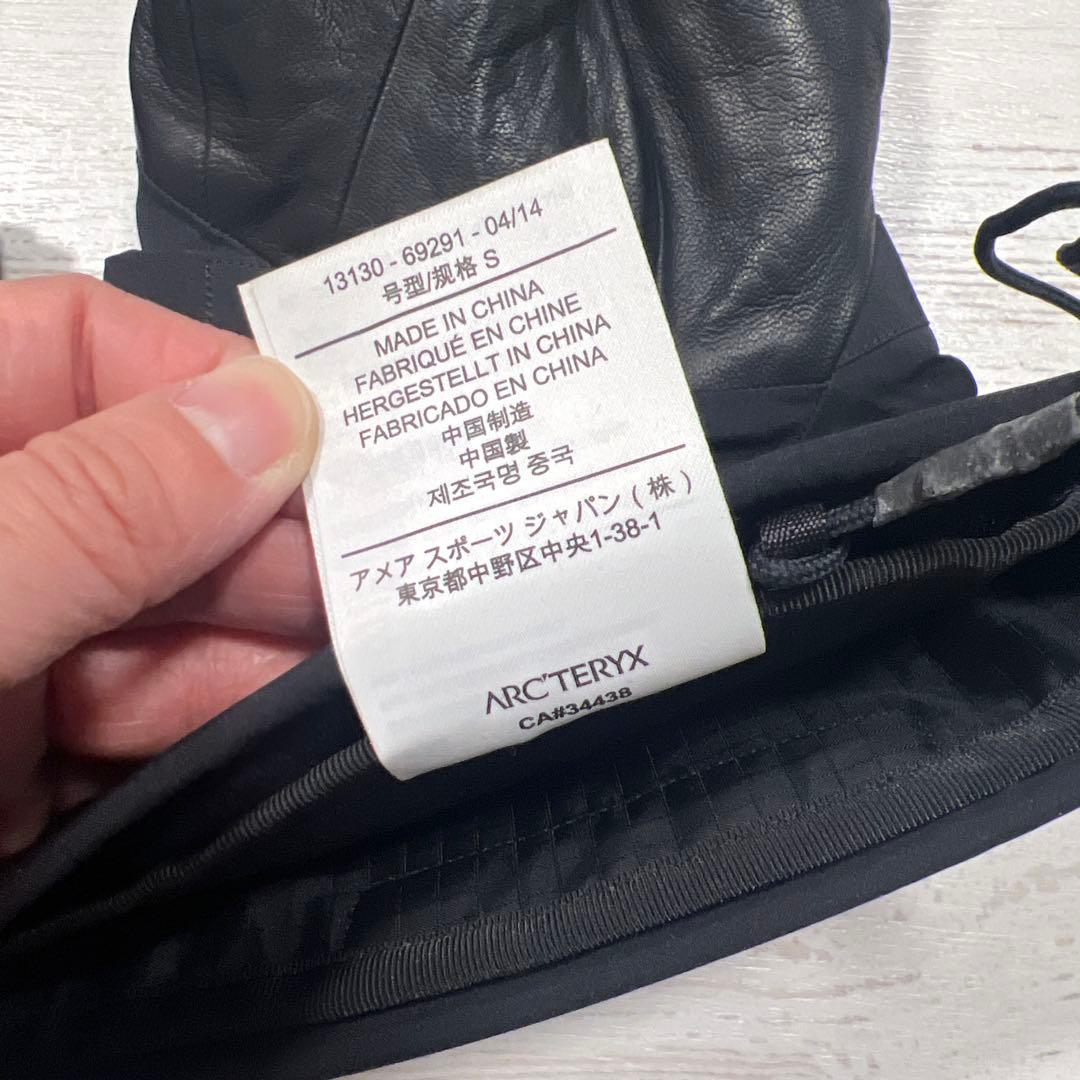 13130 - 69291 - 04/14
号型/规格 S
MADE IN CHINA
FABRIQUÉ EN CHINE
HERGESTELLT IN CHINA
FABRICADO EN CHINA
中国制造
中国製
제조국명 중국
アメア スポーツ ジャパン ( 株 )
東京都中野区中央1-38-1
ARC'TERYX
CA#34438